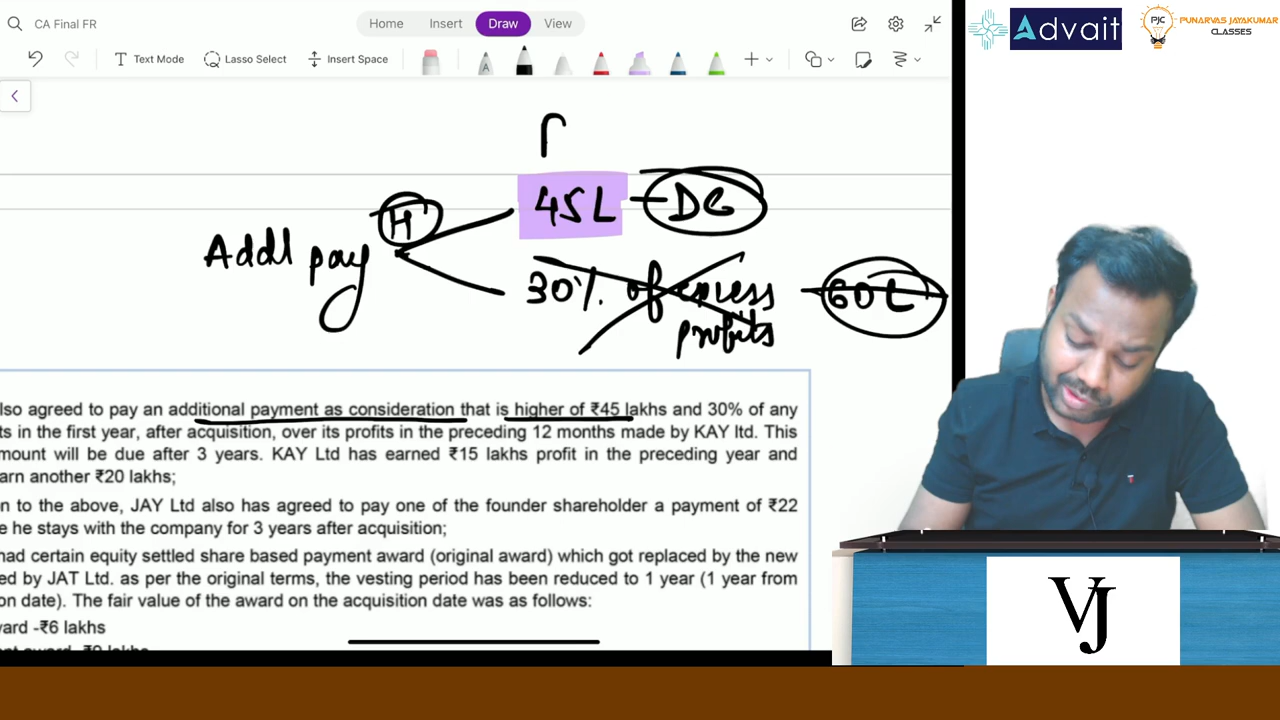 CA Final FR
Home Insert Draw View
Advait
PJC
PUNARVAS JAYAKUMAR
CLASSES
A Text Mode Lasso Select Insert Space
45L - DC
H
Addl pay
30% of excess
profits
60L
lso agreed to pay an additional payment as consideration that is higher of ₹45 lakhs and 30% of any
ts in the first year, after acquisition, over its profits in the preceding 12 months made by KAY ltd. This
mount will be due after 3 years. KAY Ltd has earned ₹15 lakhs profit in the preceding year and
arn another ₹20 lakhs;
n to the above, JAY Ltd also has agreed to pay one of the founder shareholder a payment of ₹22
e he stays with the company for 3 years after acquisition;
had certain equity settled share based payment award (original award) which got replaced by the new
ed by JAT Ltd. as per the original terms, the vesting period has been reduced to 1 year (1 year from
on date). The fair value of the award on the acquisition date was as follows:
ward -₹6 lakhs
VJ